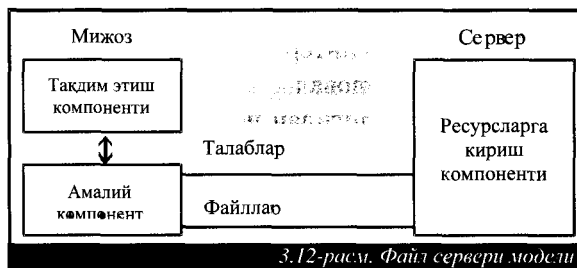 Мижоз
Сервер
Тақдим этиш
компоненти
Талаблар
Амалий
компонент
Файллар
Ресурсларга
кириш
компоненти
3.12-расм. Файл сервери модели